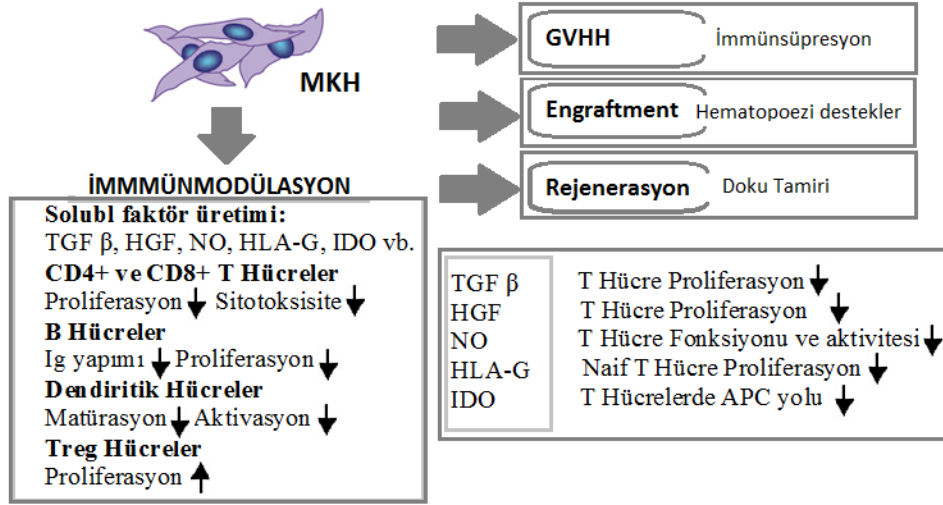 MKH
GVHH İmmünsüpresyon
Engraftment Hematopoezi destekler
Rejenerasyon Doku Tamiri
İMMMÜNMODÜLASYON
Solubl faktör üretimi:
TGF β, HGF, NO, HLA-G, IDO vb.
CD4+ ve CD8+ T Hücreler
Proliferasyon ↓ Sitotoksisite ↓
B Hücreler
Ig yapımı ↓ Proliferasyon ↓
Dendiritik Hücreler
Matürasyon ↓ Aktivasyon ↓
Treg Hücreler
Proliferasyon ↑
TGF β T Hücre Proliferasyon ↓
HGF T Hücre Proliferasyon ↓
NO T Hücre Fonksiyonu ve aktivitesi ↓
HLA-G Naif T Hücre Proliferasyon ↓
IDO T Hücrelerde APC yolu ↓